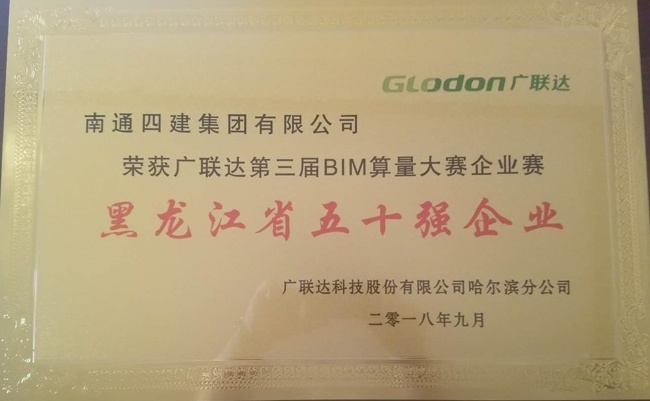 GLodon广联达
南通四建集团有限公司
荣获广联达第三届BIM算量大赛企业赛
黑龙江省五十强企业
广联达科技股份有限公司哈尔滨分公司
二零一八年九月